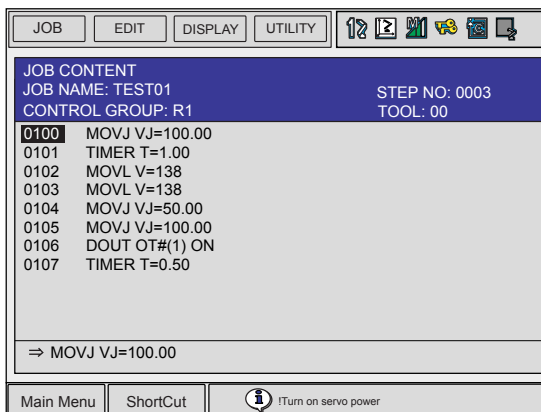 JOB EDIT DISPLAY UTILITY
JOB CONTENT
JOB NAME: TEST01 STEP NO: 0003
CONTROL GROUP: R1 TOOL: 00
0100 MOVJ VJ=100.00
0101 TIMER T=1.00
0102 MOVL V=138
0103 MOVL V=138
0104 MOVJ VJ=50.00
0105 MOVJ VJ=100.00
0106 DOUT OT#(1) ON
0107 TIMER T=0.50
⇒ MOVJ VJ=100.00
Main Menu ShortCut !Turn on servo power